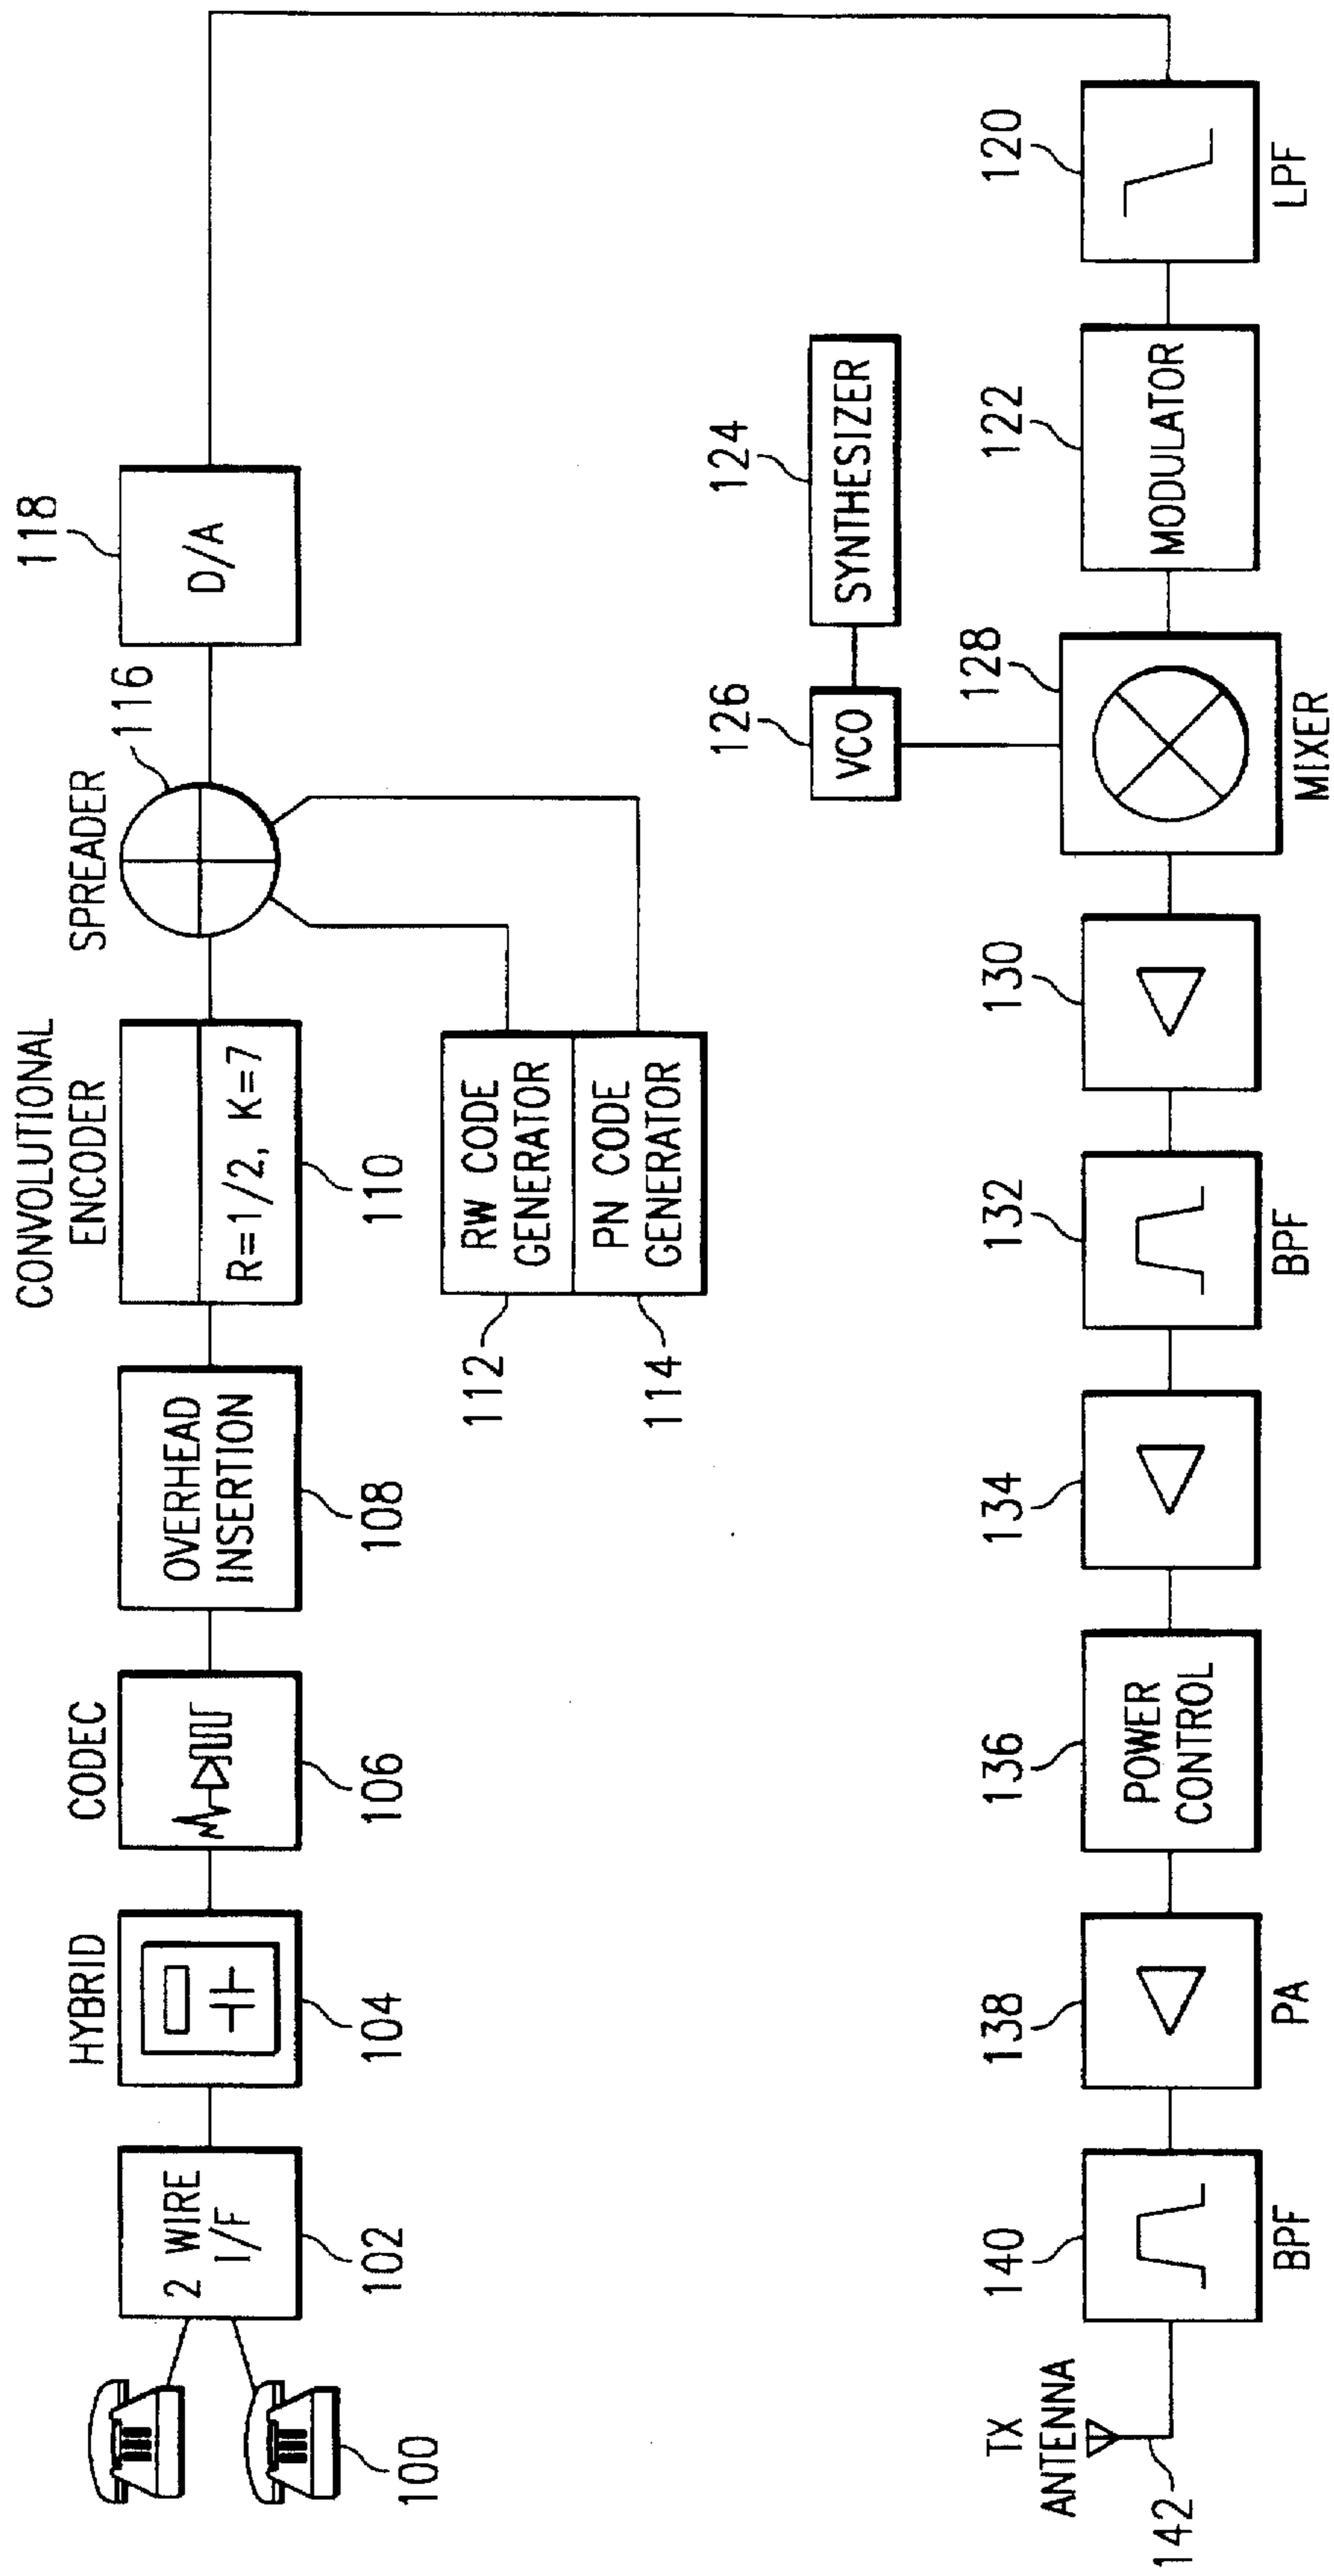 CONVOLUTIONAL
ENCODER
SPREADER
116
118
HYBRID
CODEC
2 WIRE
I/F
OVERHEAD
INSERTION
R=1/2, K=7
D/A
100
102
104
106
108
110
112
RW CODE
GENERATOR
114
PN CODE
GENERATOR
124
SYNTHESIZER
126
VCO
TX
ANTENNA
142
140
138
136
134
132
130
128
122
120
POWER
CONTROL
MODULATOR
BPF
PA
BPF
MIXER
LPF